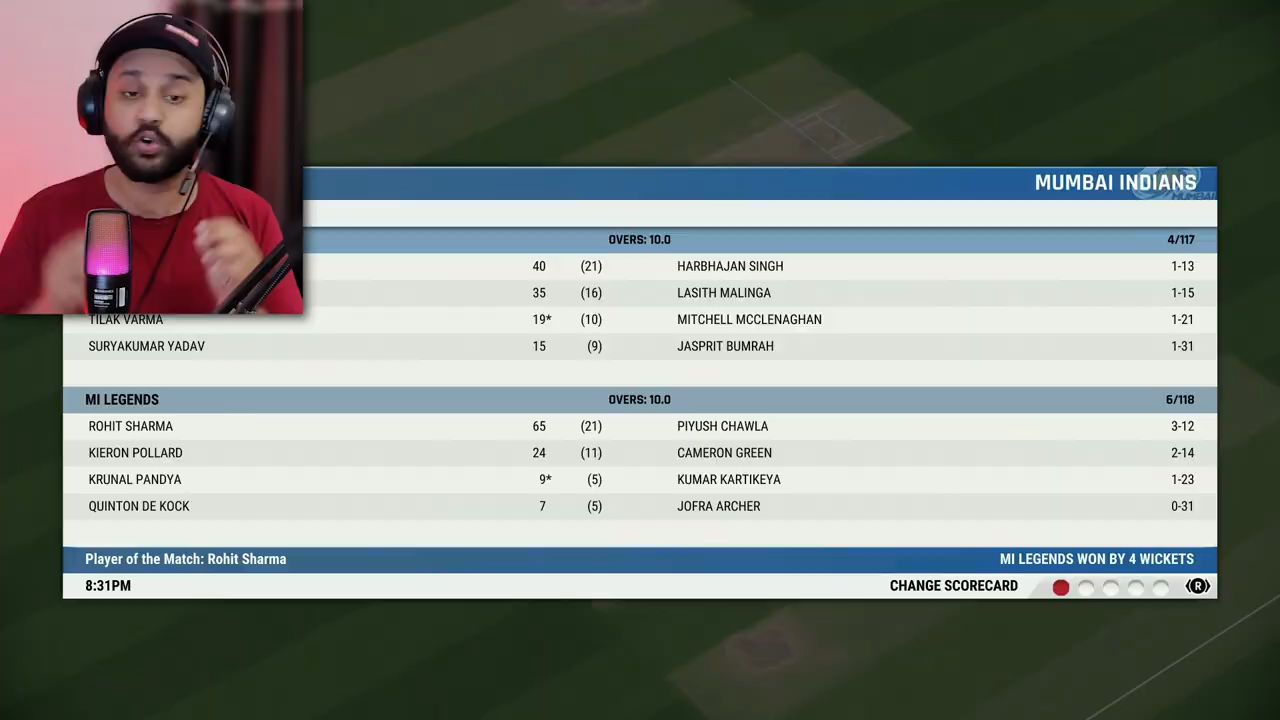 MUMBAI INDIANS
OVERS: 10.0 4/117
40 (21) HARBHAJAN SINGH 1-13
35 (16) LASITH MALINGA 1-15
TILAK VARMA 19* (10) MITCHELL MCCLENAGHAN 1-21
SURYAKUMAR YADAV 15 (9) JASPRIT BUMRAH 1-31
MI LEGENDS OVERS: 10.0 6/118
ROHIT SHARMA 65 (21) PIYUSH CHAWLA 3-12
KIERON POLLARD 24 (11) CAMERON GREEN 2-14
KRUNAL PANDYA 9* (5) KUMAR KARTIKEYA 1-23
QUINTON DE KOCK 7 (5) JOFRA ARCHER 0-31
Player of the Match: Rohit Sharma MI LEGENDS WON BY 4 WICKETS
8:31PM CHANGE SCORECARD R